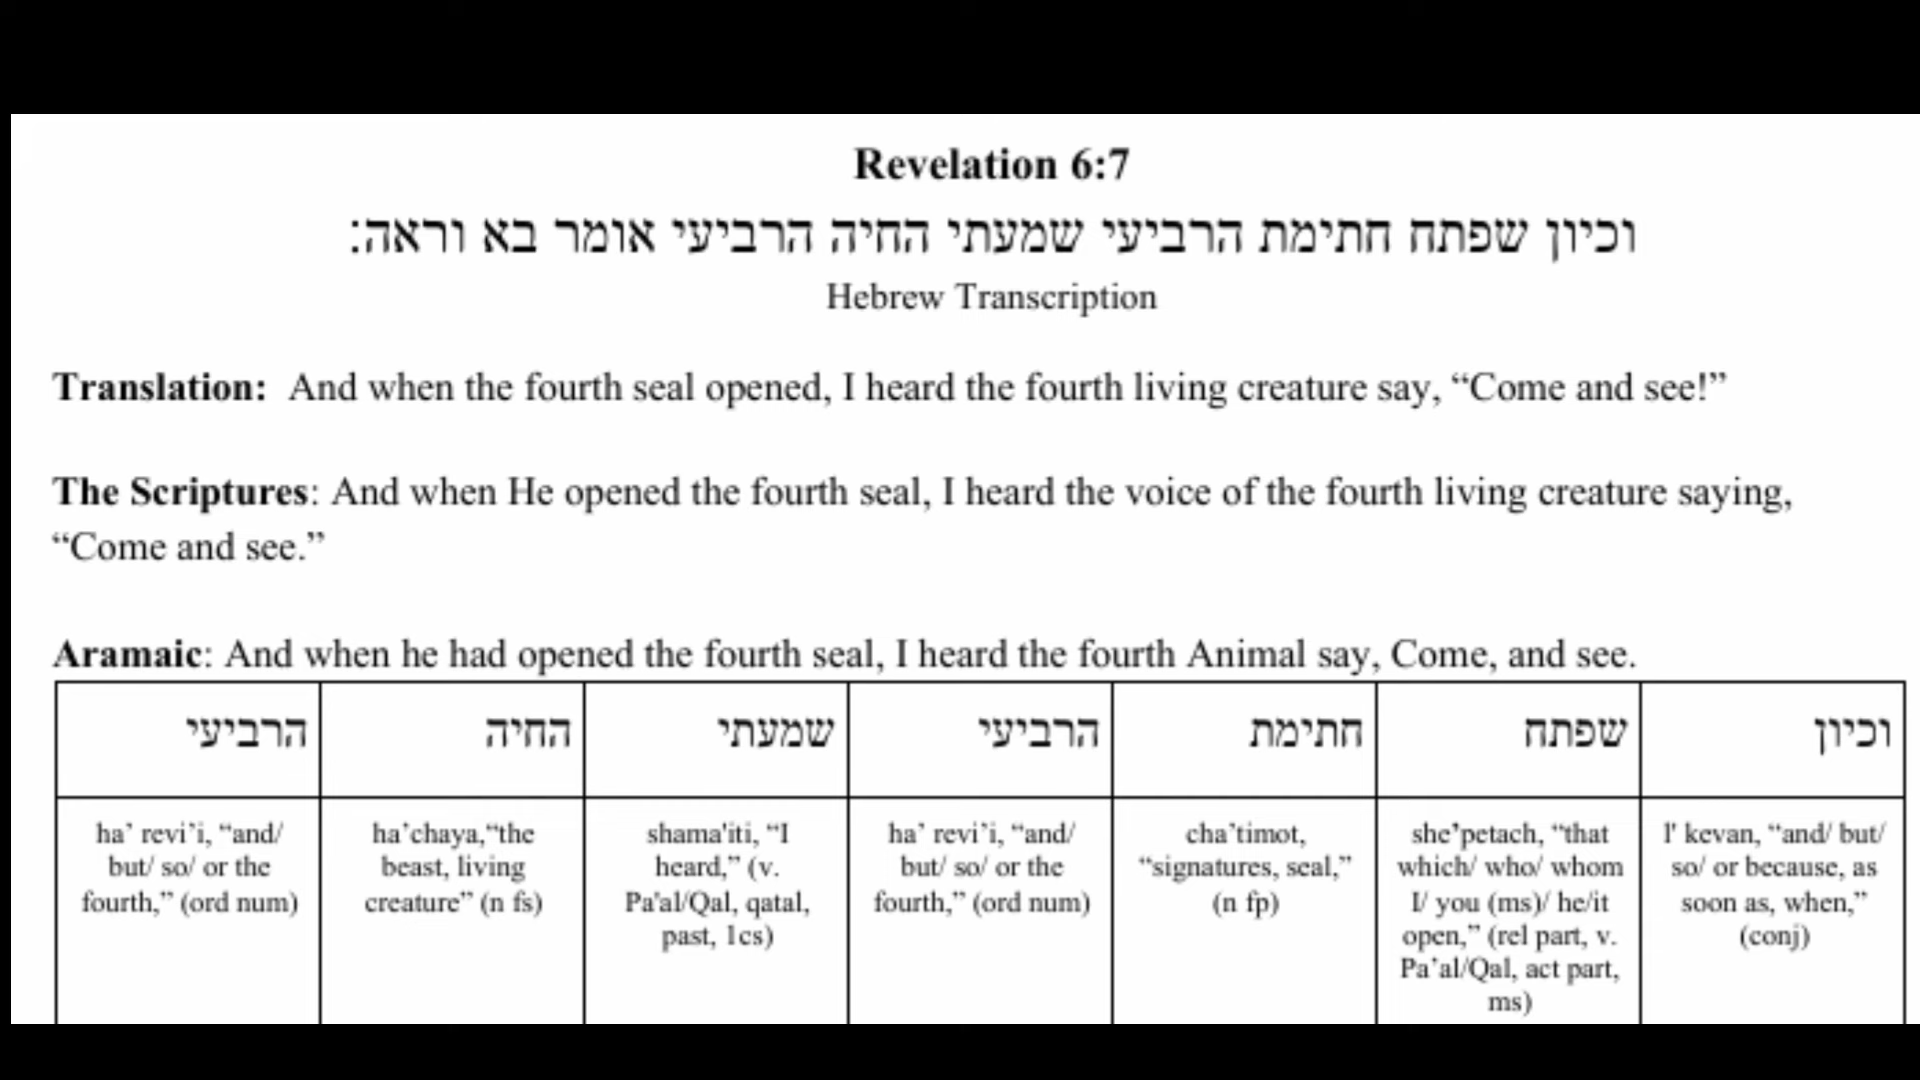 Revelation 6:7
וכיון שפתח חתימת הרביעי שמעתי החיה הרביעי אומר בא וראה:
Hebrew Transcription
Translation: And when the fourth seal opened, I heard the fourth living creature say, “Come and see!”
The Scriptures: And when He opened the fourth seal, I heard the voice of the fourth living creature saying,
“Come and see.”
Aramaic: And when he had opened the fourth seal, I heard the fourth Animal say, Come, and see.
הרביעי החיה שמעתי הרביעי חתימת שפתח וכיון
ha’ revi’i, “and/
but/ so/ or the
fourth,” (ord num)
ha’chaya,“the
beast, living
creature” (n fs)
shama'iti, “I
heard,” (v.
Pa'al/Qal, qatal,
past, 1cs)
ha’ revi’i, “and/
but/ so/ or the
fourth,” (ord num)
cha’timot,
“signatures, seal,”
(n fp)
she’petach, “that
which/ who/ whom
I/ you (ms)/ he/it
open,” (rel part, v.
Pa’al/Qal, act part,
ms)
l' kevan, “and/ but/
so/ or because, as
soon as, when,”
(conj)